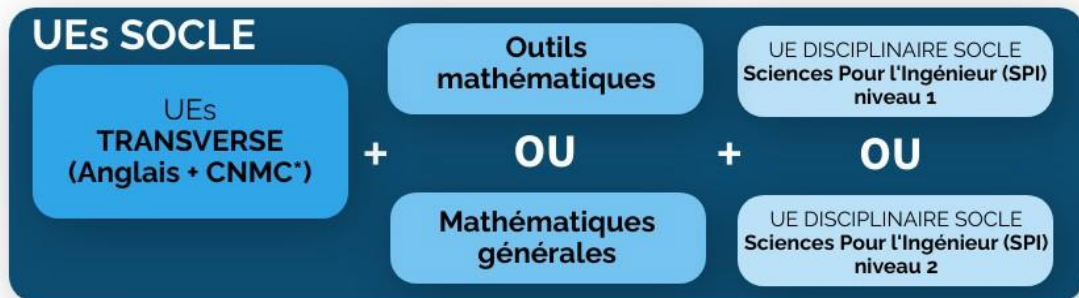 UEs SOCLE
UEs
TRANSVERSE
(Anglais + CNMC*)
+
Outils
mathématiques
OU
Mathématiques
générales
+
UE DISCIPLINAIRE SOCLE
Sciences Pour l'Ingénieur (SPI)
niveau 1
OU
UE DISCIPLINAIRE SOCLE
Sciences Pour l'Ingénieur (SPI)
niveau 2